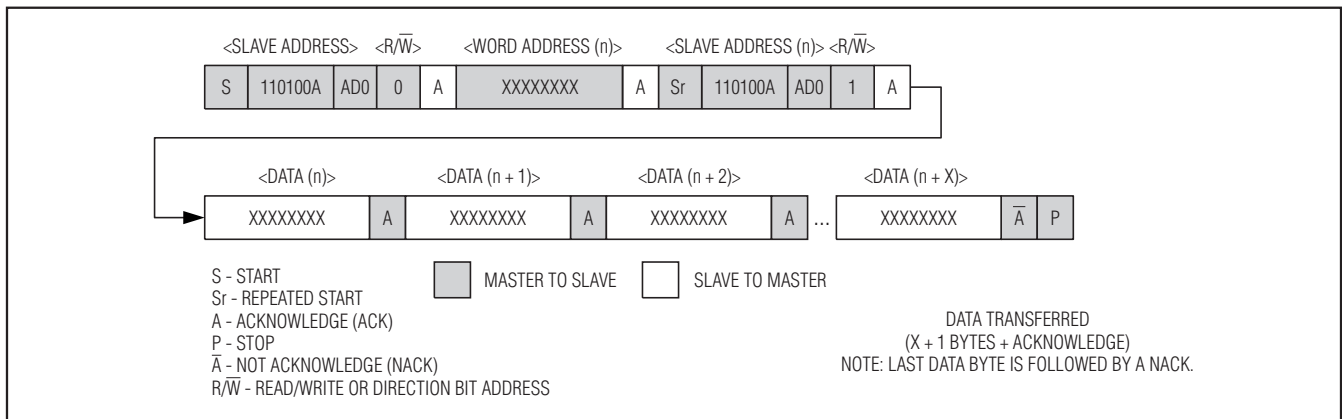 <SLAVE ADDRESS> <R/W̅> <WORD ADDRESS (n)> <SLAVE ADDRESS (n)> <R/W̅>
S 110100A AD0 0 A XXXXXXXX A Sr 110100A AD0 1 A
<DATA (n)> <DATA (n + 1)> <DATA (n + 2)> <DATA (n + X)>
XXXXXXXX A XXXXXXXX A XXXXXXXX A ... XXXXXXXX A̅ P
S - START
Sr - REPEATED START
A - ACKNOWLEDGE (ACK)
P - STOP
A̅ - NOT ACKNOWLEDGE (NACK)
R/W̅ - READ/WRITE OR DIRECTION BIT ADDRESS
MASTER TO SLAVE SLAVE TO MASTER
DATA TRANSFERRED
(X + 1 BYTES + ACKNOWLEDGE)
NOTE: LAST DATA BYTE IS FOLLOWED BY A NACK.